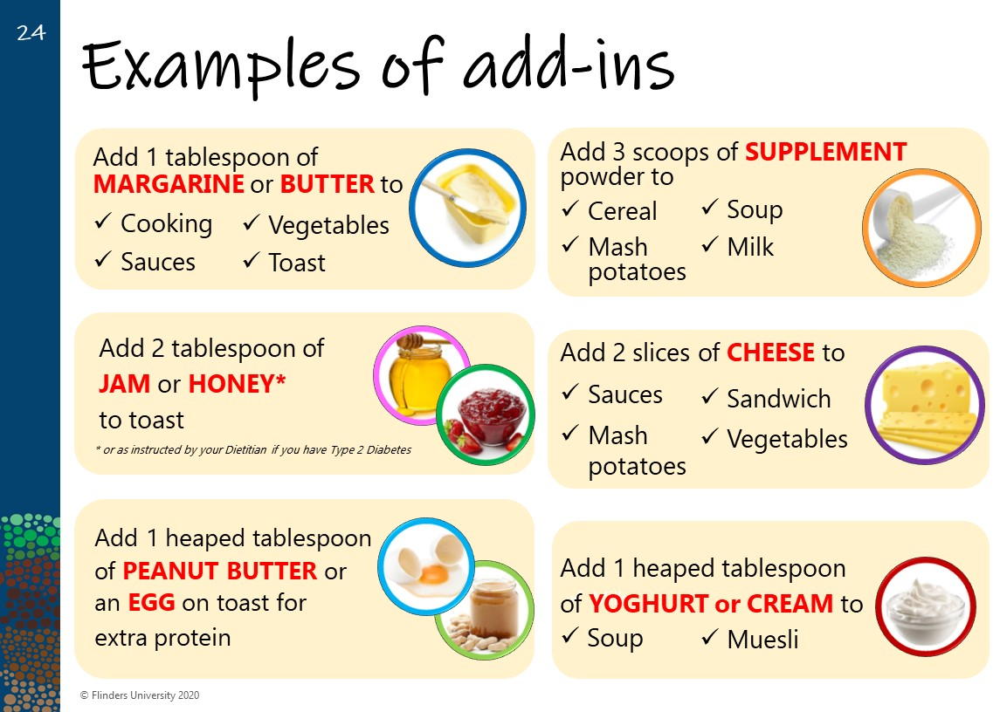 24
Examples of add-ins
Add 1 tablespoon of
MARGARINE or BUTTER to
✓ Cooking ✓ Vegetables
✓ Sauces ✓ Toast
Add 3 scoops of SUPPLEMENT
powder to
✓ Cereal ✓ Soup
✓ Mash ✓ Milk
potatoes
Add 2 tablespoon of
JAM or HONEY*
to toast
* or as instructed by your Dietitian if you have Type 2 Diabetes
Add 2 slices of CHEESE to
✓ Sauces ✓ Sandwich
✓ Mash ✓ Vegetables
potatoes
Add 1 heaped tablespoon
of PEANUT BUTTER or
an EGG on toast for
extra protein
Add 1 heaped tablespoon
of YOGHURT or CREAM to
✓ Soup ✓ Muesli
© Flinders University 2020